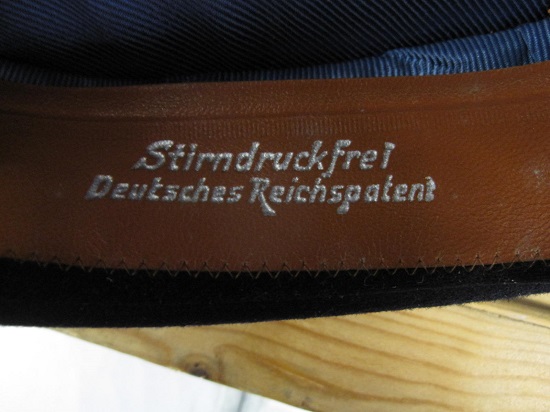 Stirndruckfrei
Deutsches Reichspatent